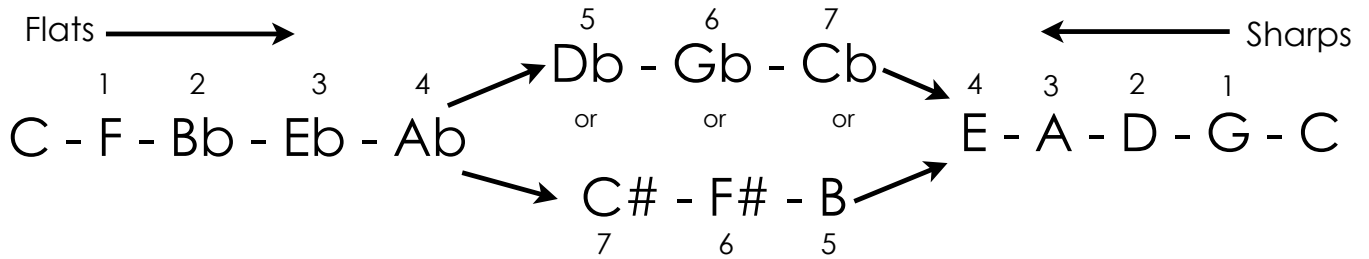 5 6 7
Flats Sharps
Db - Gb - Cb
1 2 3 4 4 3 2 1
or or or
C - F - Bb - Eb - Ab E - A - D - G - C
C# - F# - B
7 6 5